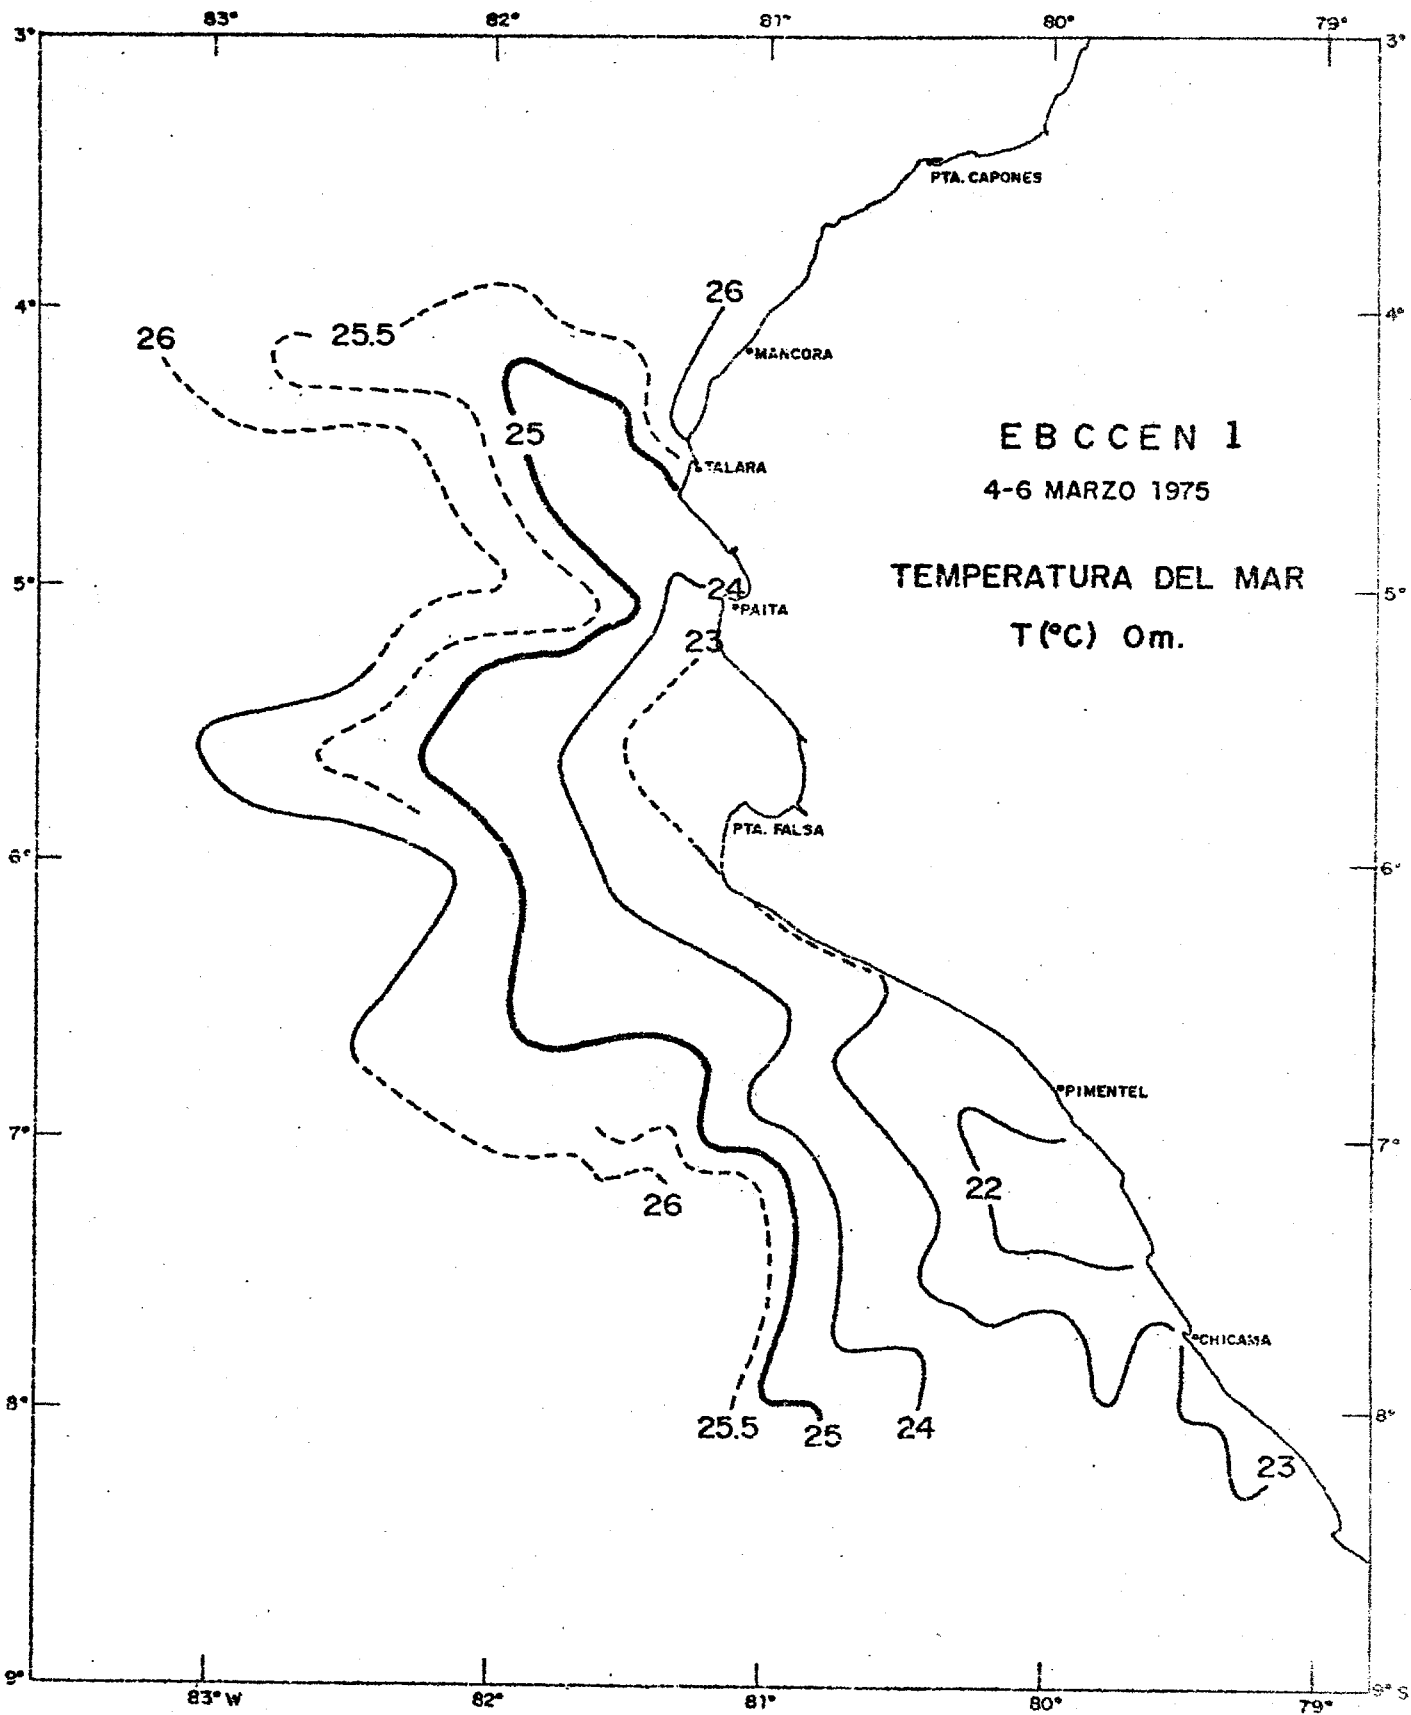 83° 82° 81° 80° 79°
3° 3°
PTA. CAPONES
26
4° 4°
26 25.5
MANCORA
25
EBCCEN 1
TALARA
4-6 MARZO 1975
TEMPERATURA DEL MAR
5° 5°
24
PAITA
T(°C) 0m.
23
PTA. FALSA
6° 6°
PIMENTEL
7° 7°
22
26
CHICAMA
8° 8°
25.5 25 24
23
9° 9° S
83° W 82° 81° 80° 79°